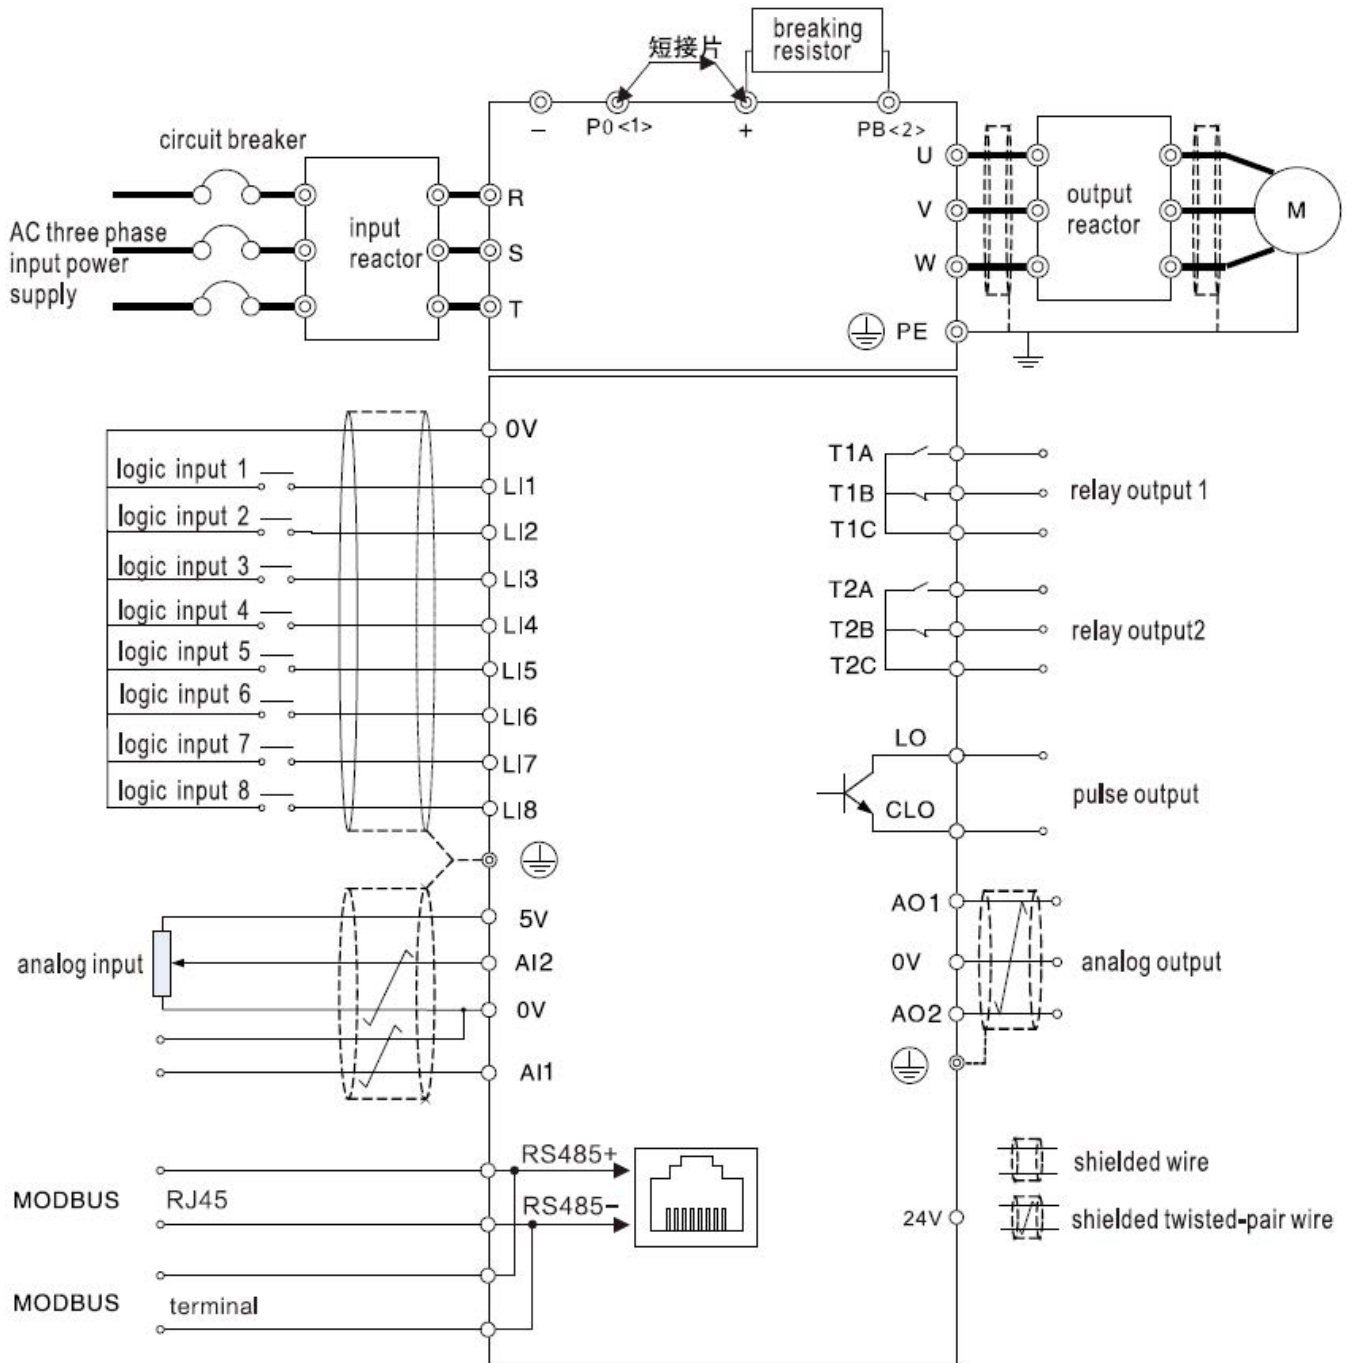 短接片
breaking
resistor
−
P0<1>
+
PB<2>
circuit breaker
AC three phase
input power
supply
input
reactor
R
S
T
U
V
W
PE
output
reactor
M
0V
logic input 1
LI1
logic input 2
LI2
logic input 3
LI3
logic input 4
LI4
logic input 5
LI5
logic input 6
LI6
logic input 7
LI7
logic input 8
LI8
T1A
T1B
T1C
relay output 1
T2A
T2B
T2C
relay output2
LO
CLO
pulse output
analog input
5V
AI2
0V
AI1
AO1
0V
AO2
analog output
MODBUS
RJ45
RS485+
RS485−
MODBUS
terminal
24V
shielded wire
shielded twisted-pair wire